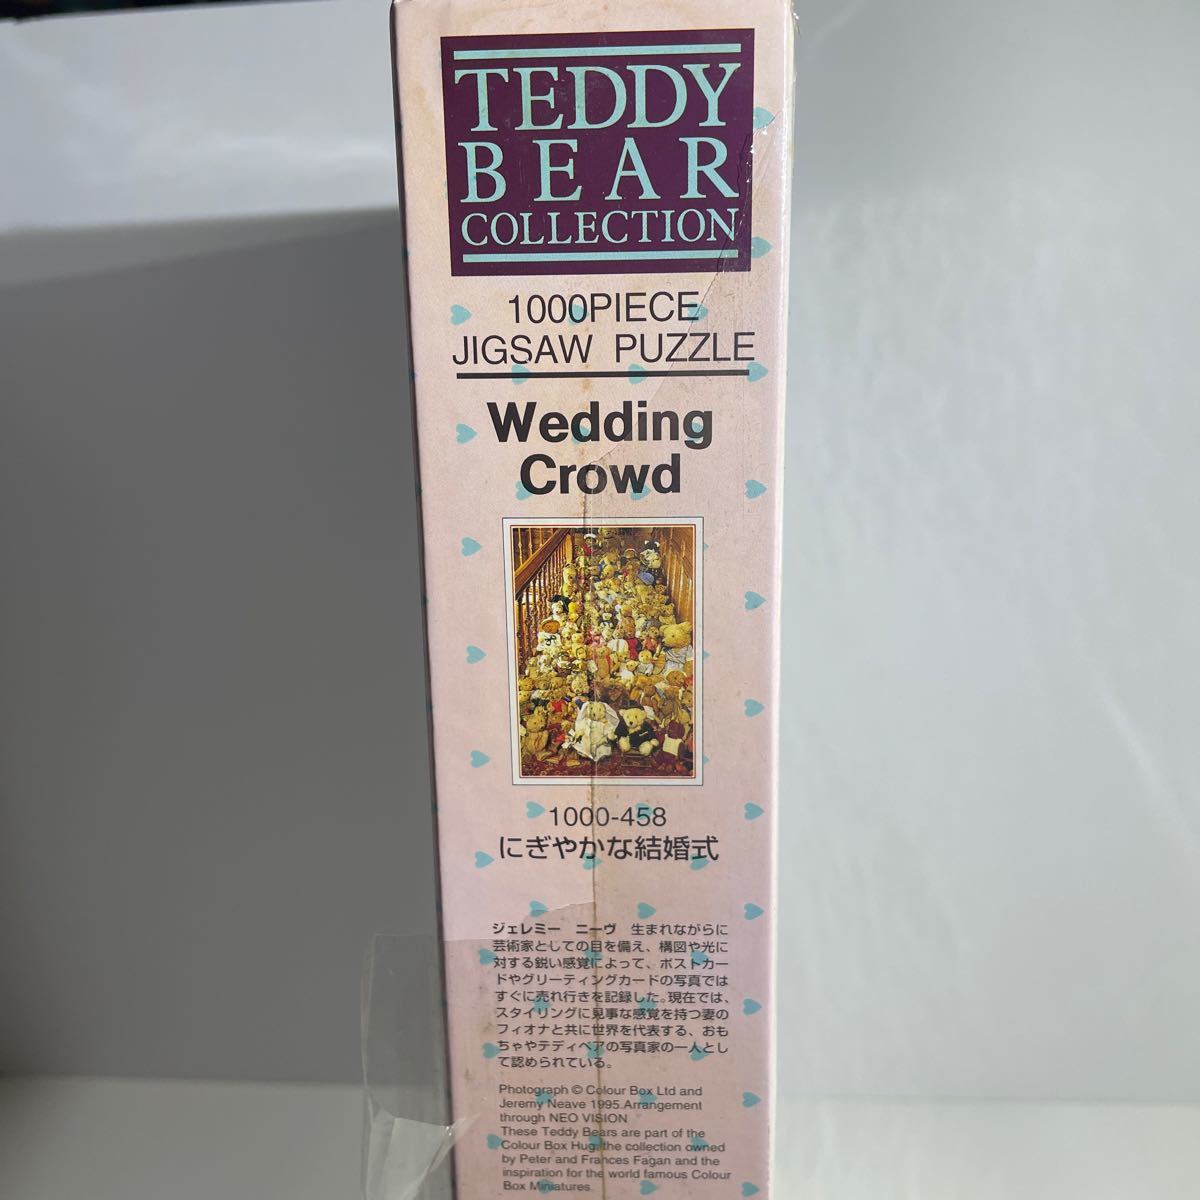 TEDDY
BEAR
COLLECTION
1000PIECE
JIGSAW PUZZLE
Wedding
Crowd
1000-458
にぎやかな結婚式
ジェレミー　ニーヴ　生まれながらに
芸術家としての目を備え、構図や光に
対する鋭い感覚によって、ポストカー
ドやグリーティングカードの写真では
すぐに売れ行きを記録した。現在では、
スタイリングに見事な感覚を持つ妻の
フィオナと共に世界を代表する、おも
ちゃやテディベアの写真家の一人とし
て認められている。
Photograph © Colour Box Ltd and
Jeremy Neave 1995.Arrangement
through NEO VISION
These Teddy Bears are part of the
Colour Box Hug, the collection owned
by Peter and Frances Fagan and the
inspiration for the world famous Colour
Box Miniatures.